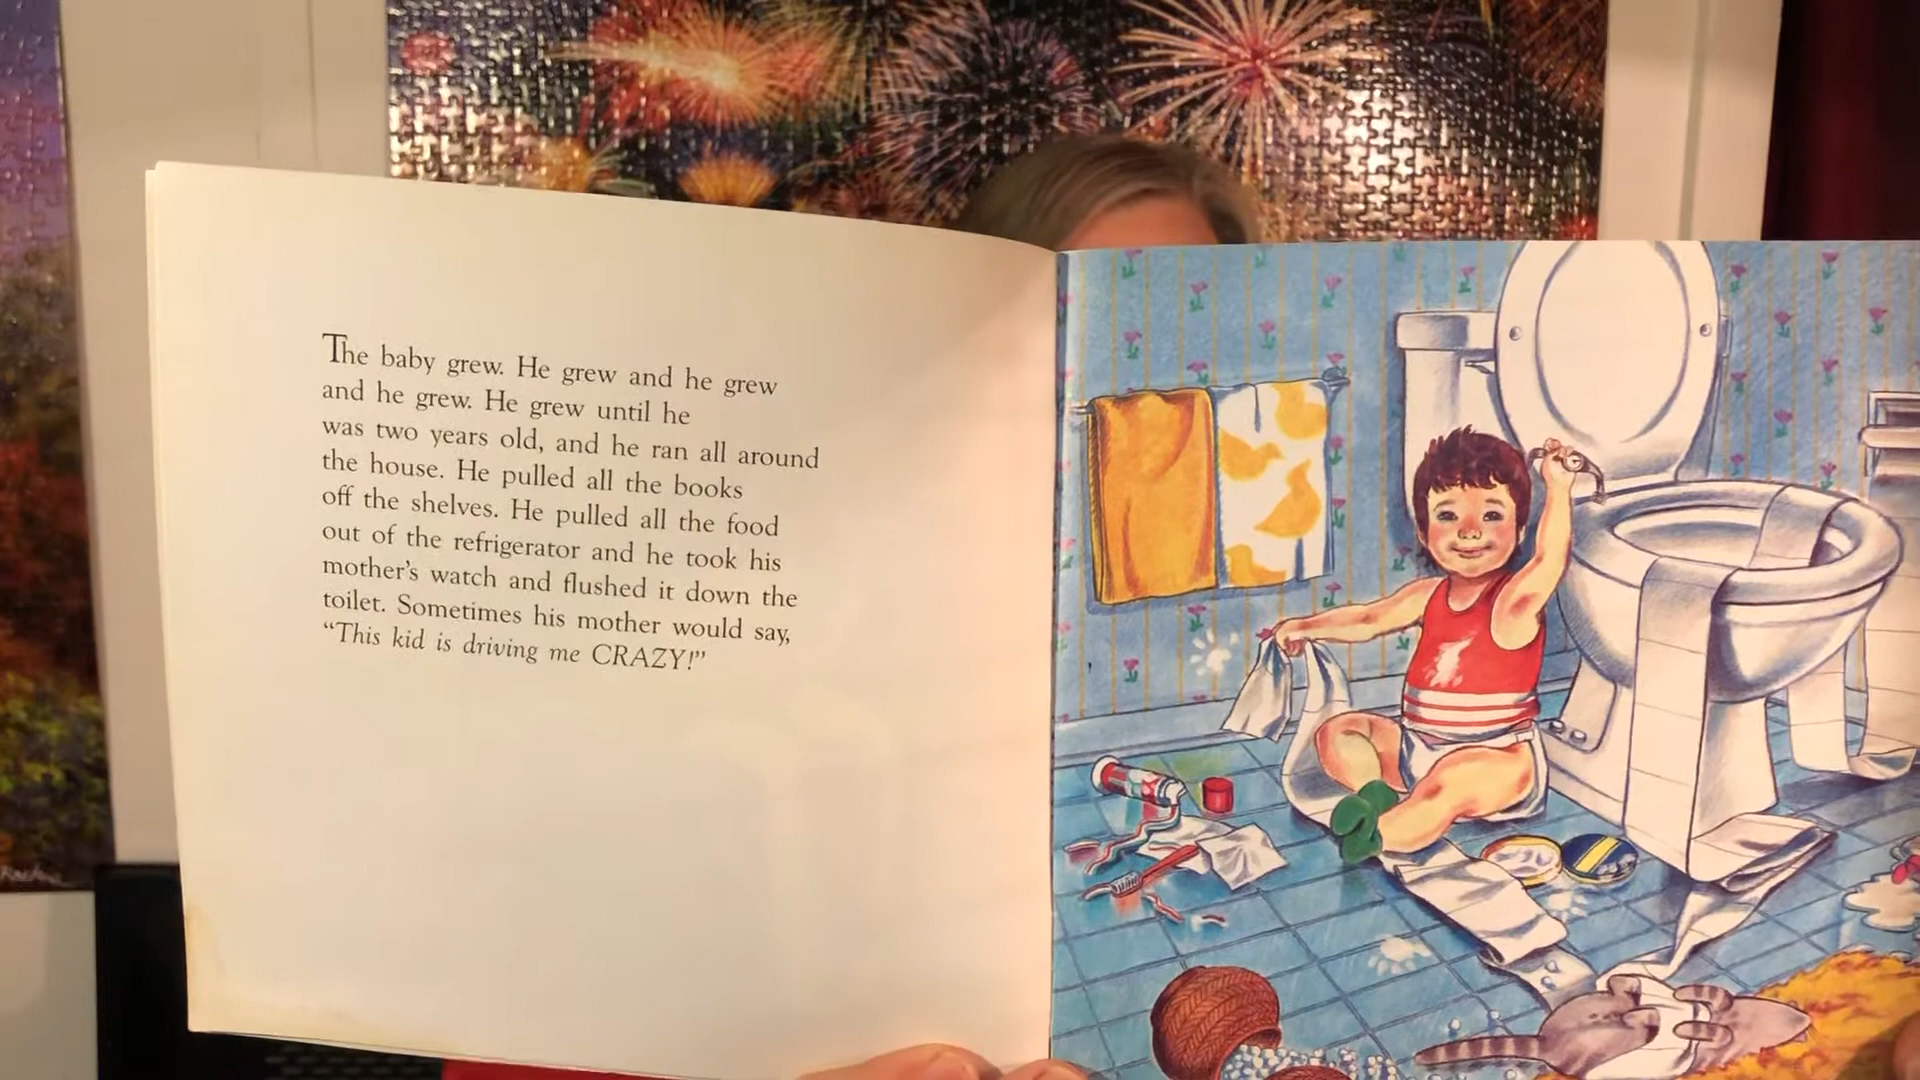 The baby grew. He grew and he grew
and he grew. He grew until he
was two years old, and he ran all around
the house. He pulled all the books
off the shelves. He pulled all the food
out of the refrigerator and he took his
mother's watch and flushed it down the
toilet. Sometimes his mother would say,
“This kid is driving me CRAZY!”